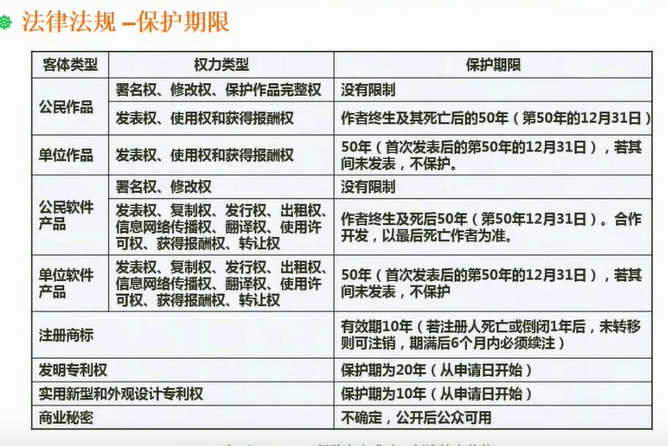 法律法规 –保护期限
客体类型 权力类型 保护期限
公民作品
署名权、修改权、保护作品完整权 没有限制
发表权、使用权和获得报酬权 作者终生及其死亡后的50年（第50年的12月31日）
单位作品 发表权、使用权和获得报酬权
50年（首次发表后的第50年的12月31日），若其
间未发表，不保护。
公民软件
产品
署名权、修改权 没有限制
发表权、复制权、发行权、出租权、
信息网络传播权、翻译权、使用许
可权、获得报酬权、转让权
作者终生及死后50年（第50年12月31日）。合作
开发，以最后死亡作者为准。
单位软件
产品
发表权、复制权、发行权、出租权、
信息网络传播权、翻译权、使用许
可权、获得报酬权、转让权
50年（首次发表后的第50年的12月31日），若其
间未发表，不保护
注册商标
有效期10年（若注册人死亡或倒闭1年后，未转移
则可注销，期满后6个月内必须续注）
发明专利权 保护期为20年（从申请日开始）
实用新型和外观设计专利权 保护期为10年（从申请日开始）
商业秘密 不确定，公开后公众可用